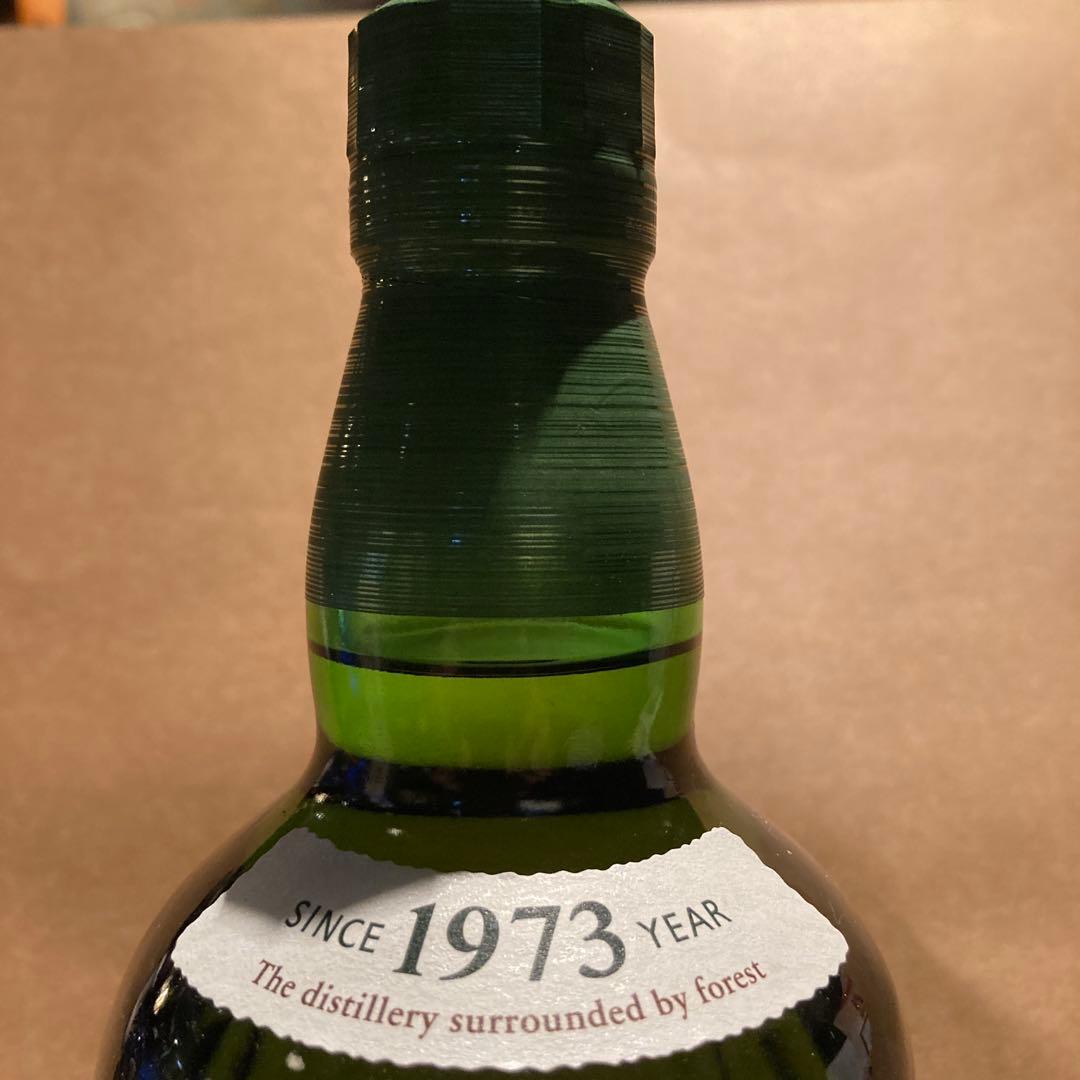 SINCE 1973 YEAR
The distillery surrounded by forest